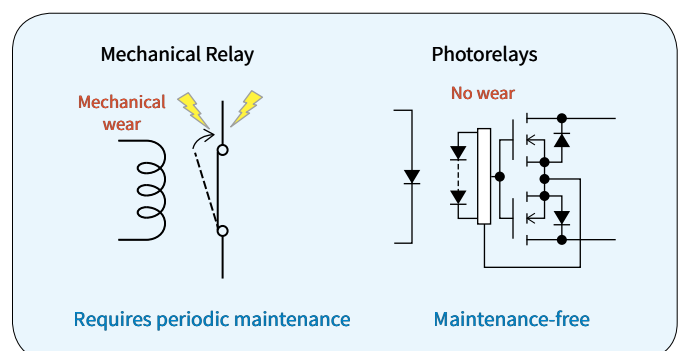 Mechanical Relay
Photorelays
Mechanical
wear
No wear
Requires periodic maintenance
Maintenance-free